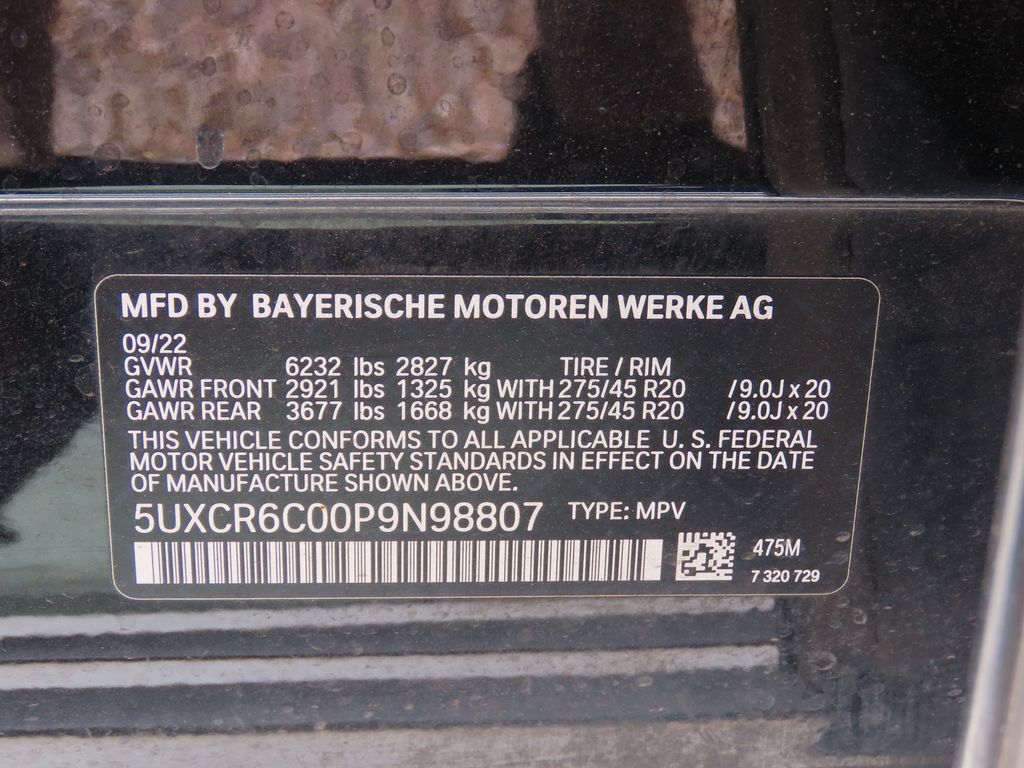 MFD BY BAYERISCHE MOTOREN WERKE AG
09/22
GVWR 6232 lbs 2827 kg TIRE / RIM
GAWR FRONT 2921 lbs 1325 kg WITH 275/45 R20 / 9.0J x 20
GAWR REAR 3677 lbs 1668 kg WITH 275/45 R20 / 9.0J x 20
THIS VEHICLE CONFORMS TO ALL APPLICABLE U. S. FEDERAL
MOTOR VEHICLE SAFETY STANDARDS IN EFFECT ON THE DATE
OF MANUFACTURE SHOWN ABOVE.
5UXCR6C00P9N98807 TYPE: MPV
475M
7 320 729